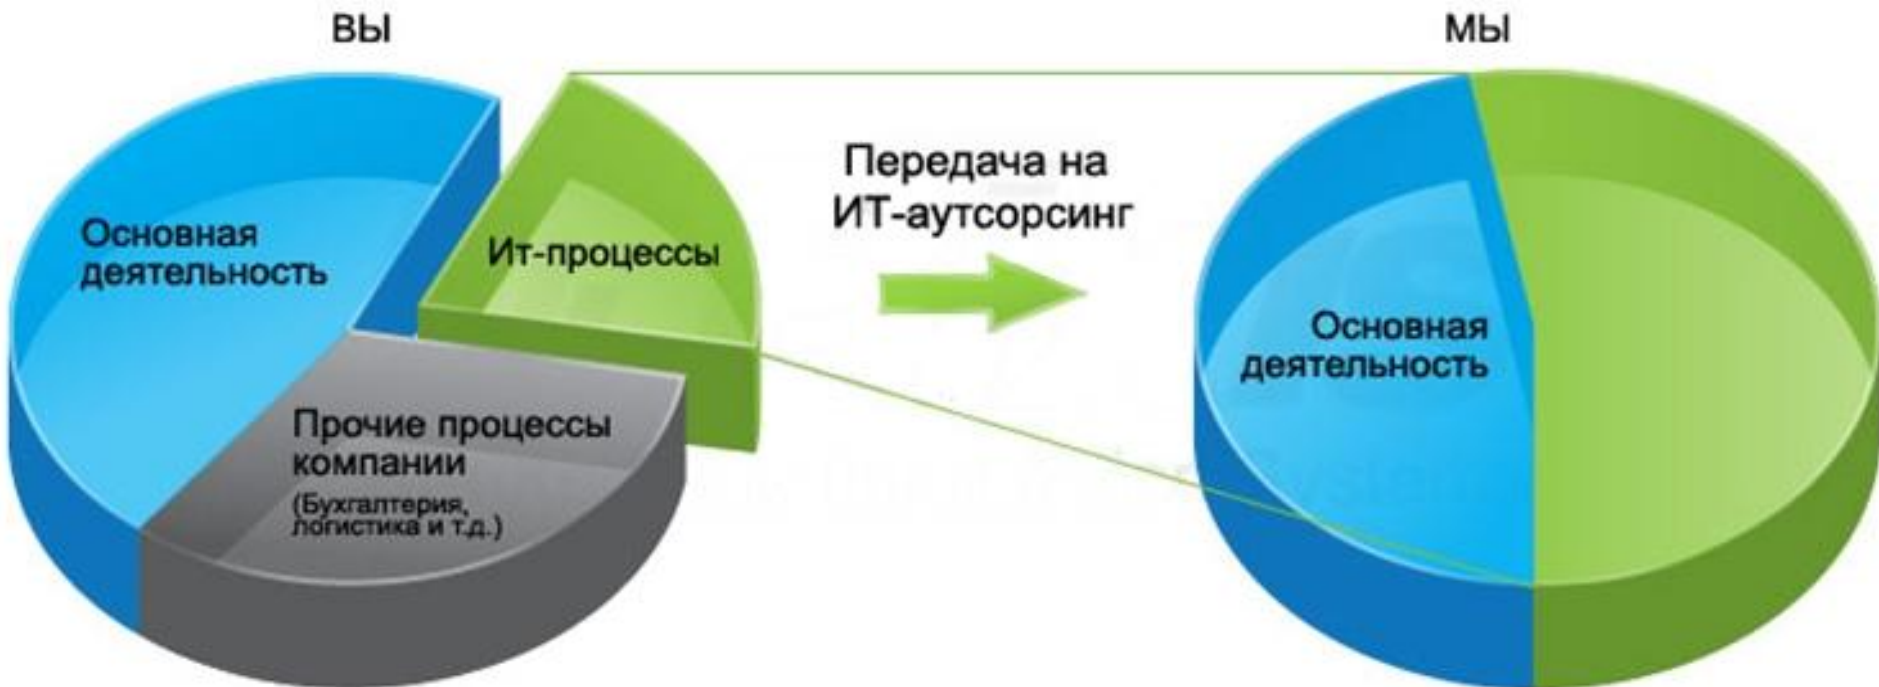 ВЫ
МЫ
Передача на
ИТ-аутсорсинг
Основная
деятельность
Ит-процессы
Прочие процессы
компании
(Бухгалтерия,
логистика и т.д.)
Основная
деятельность